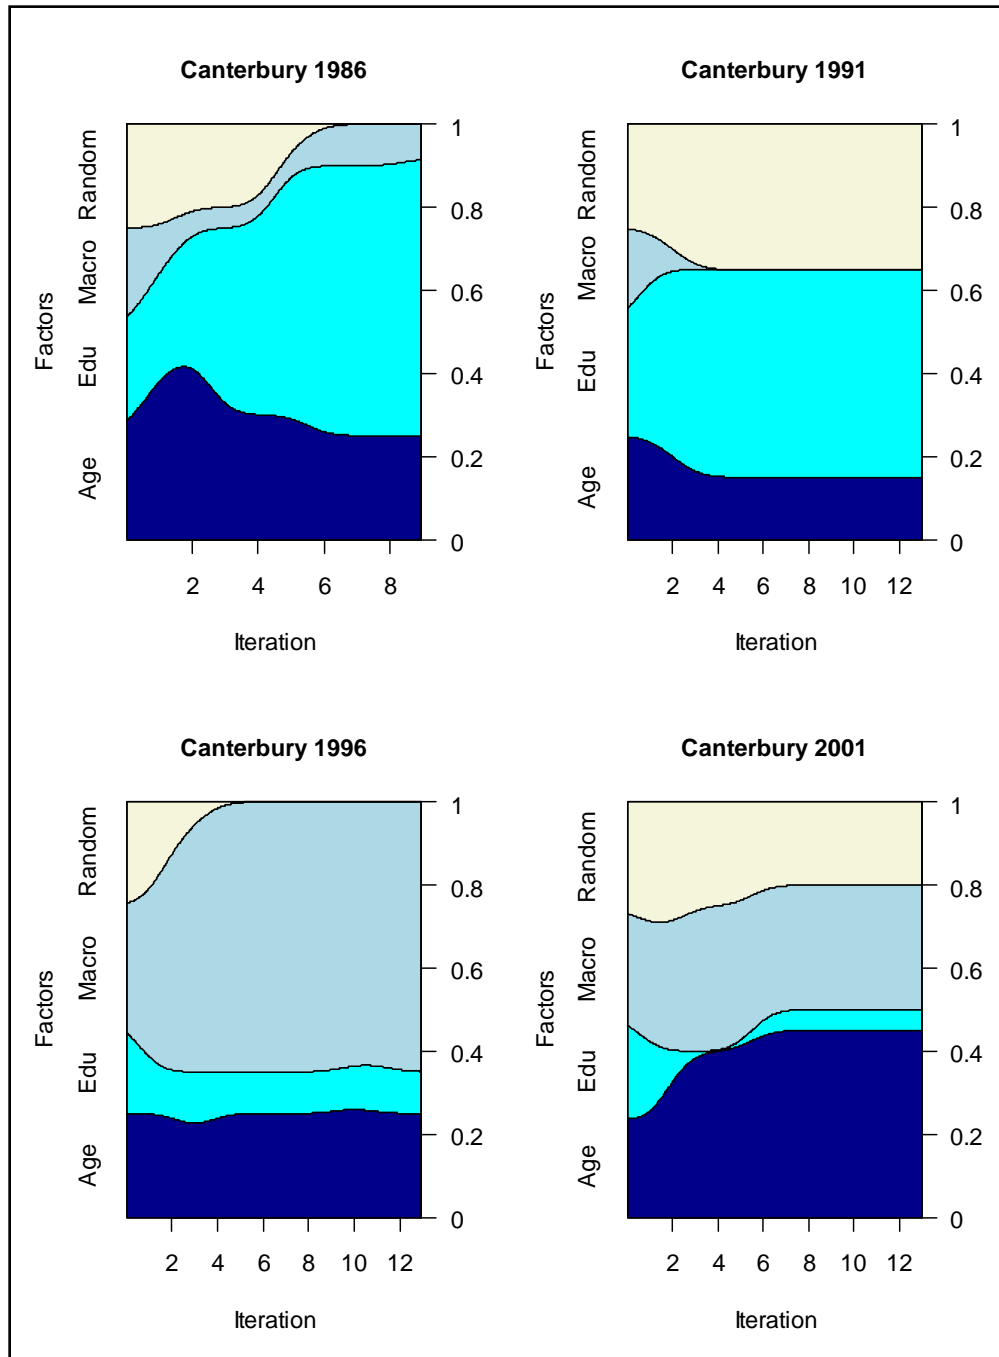 Canterbury 1986
Factors
Age Edu Macro Random
0 0.2 0.4 0.6 0.8 1
2 4 6 8
Iteration
Canterbury 1991
Factors
Age Edu Macro Random
0 0.2 0.4 0.6 0.8 1
2 4 6 8 10 12
Iteration
Canterbury 1996
Factors
Age Edu Macro Random
0 0.2 0.4 0.6 0.8 1
2 4 6 8 10 12
Iteration
Canterbury 2001
Factors
Age Edu Macro Random
0 0.2 0.4 0.6 0.8 1
2 4 6 8 10 12
Iteration